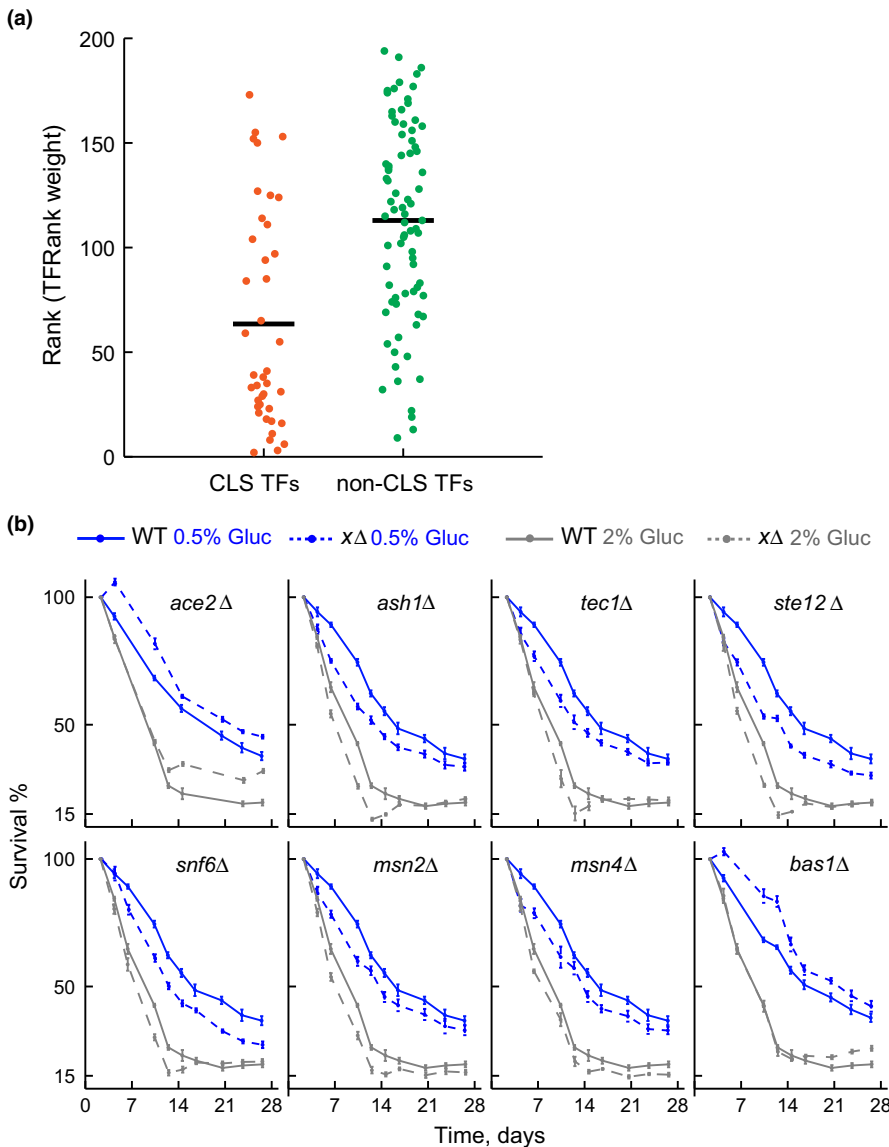 (a)
200
150
100
50
0
Rank (TFRank weight)
CLS TFs non-CLS TFs
(b)
WT 0.5% Gluc xΔ 0.5% Gluc WT 2% Gluc xΔ 2% Gluc
100
50
15
ace2Δ ash1Δ tec1Δ ste12Δ
Survival %
100
50
15
snf6Δ msn2Δ msn4Δ bas1Δ
0 7 14 21 28 7 14 21 28 7 14 21 28 7 14 21 28
Time, days